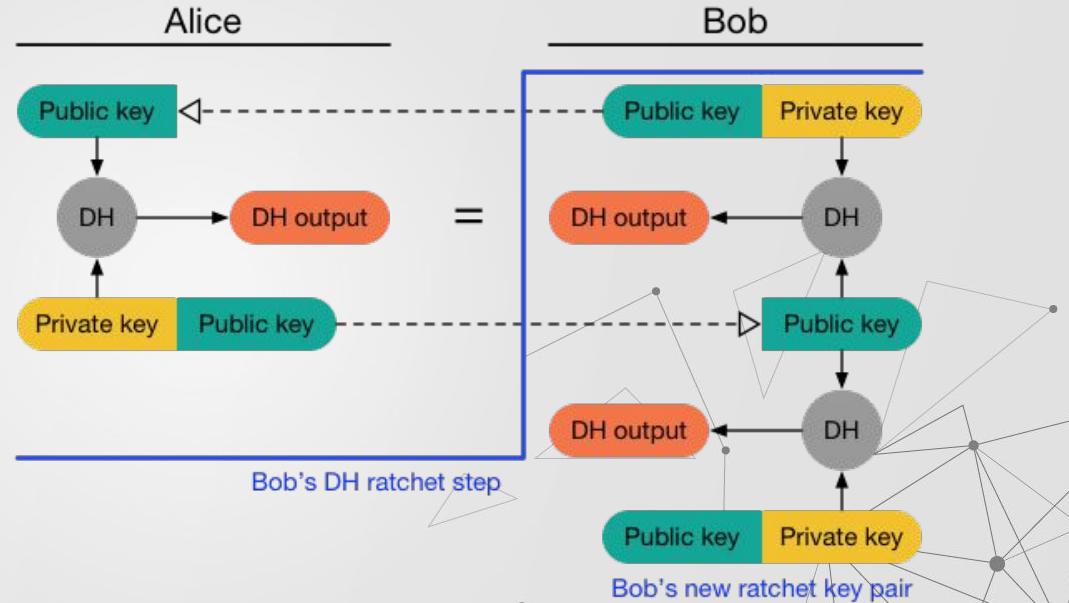 Alice
Bob
Public key
Public key
Private key
DH
DH output
=
DH output
DH
Private key
Public key
Public key
DH output
DH
Bob's DH ratchet step
Public key
Private key
Bob's new ratchet key pair